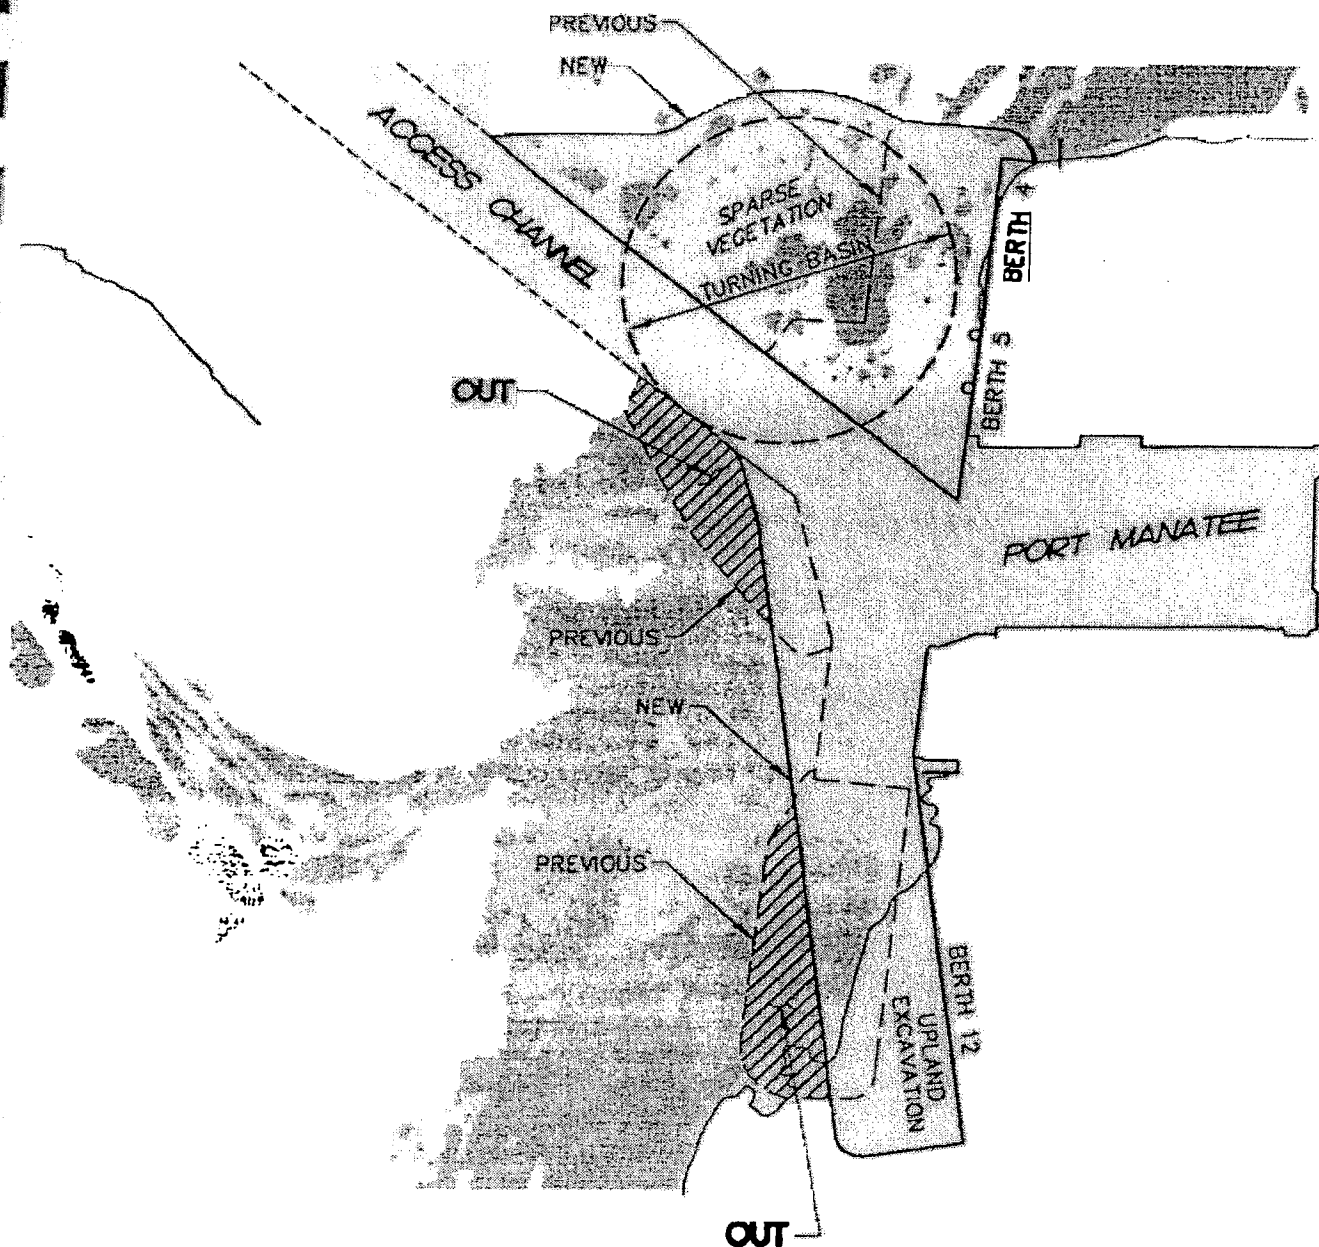 PREVIOUS
NEW
ACCESS CHANNEL
SPARSE
VEGETATION
TURNING BASIN
BERTH 4
BERTH 5
OUT
PORT MANATEE
PREVIOUS
NEW
PREVIOUS
BERTH 12
UPLAND
EXCAVATION
OUT